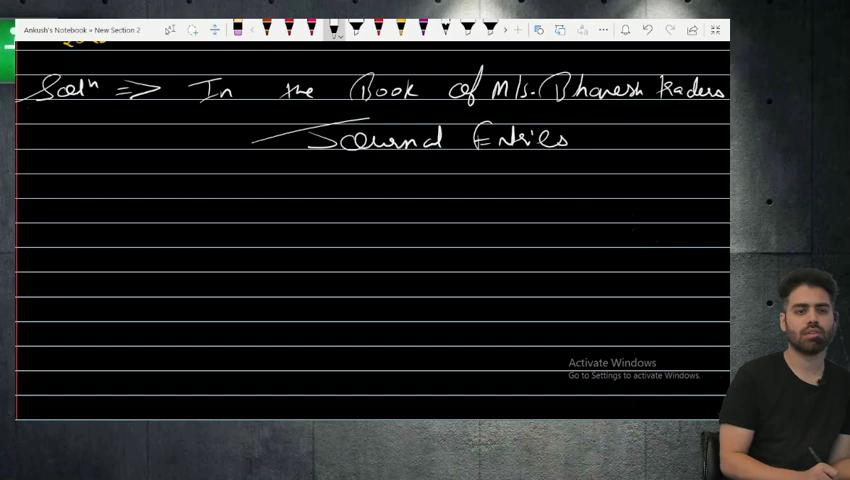 Ankush's Notebook » New Section 2
Soln => In the Book of M/s. Bhavesh traders
Journal Entries
Activate Windows
Go to Settings to activate Windows.